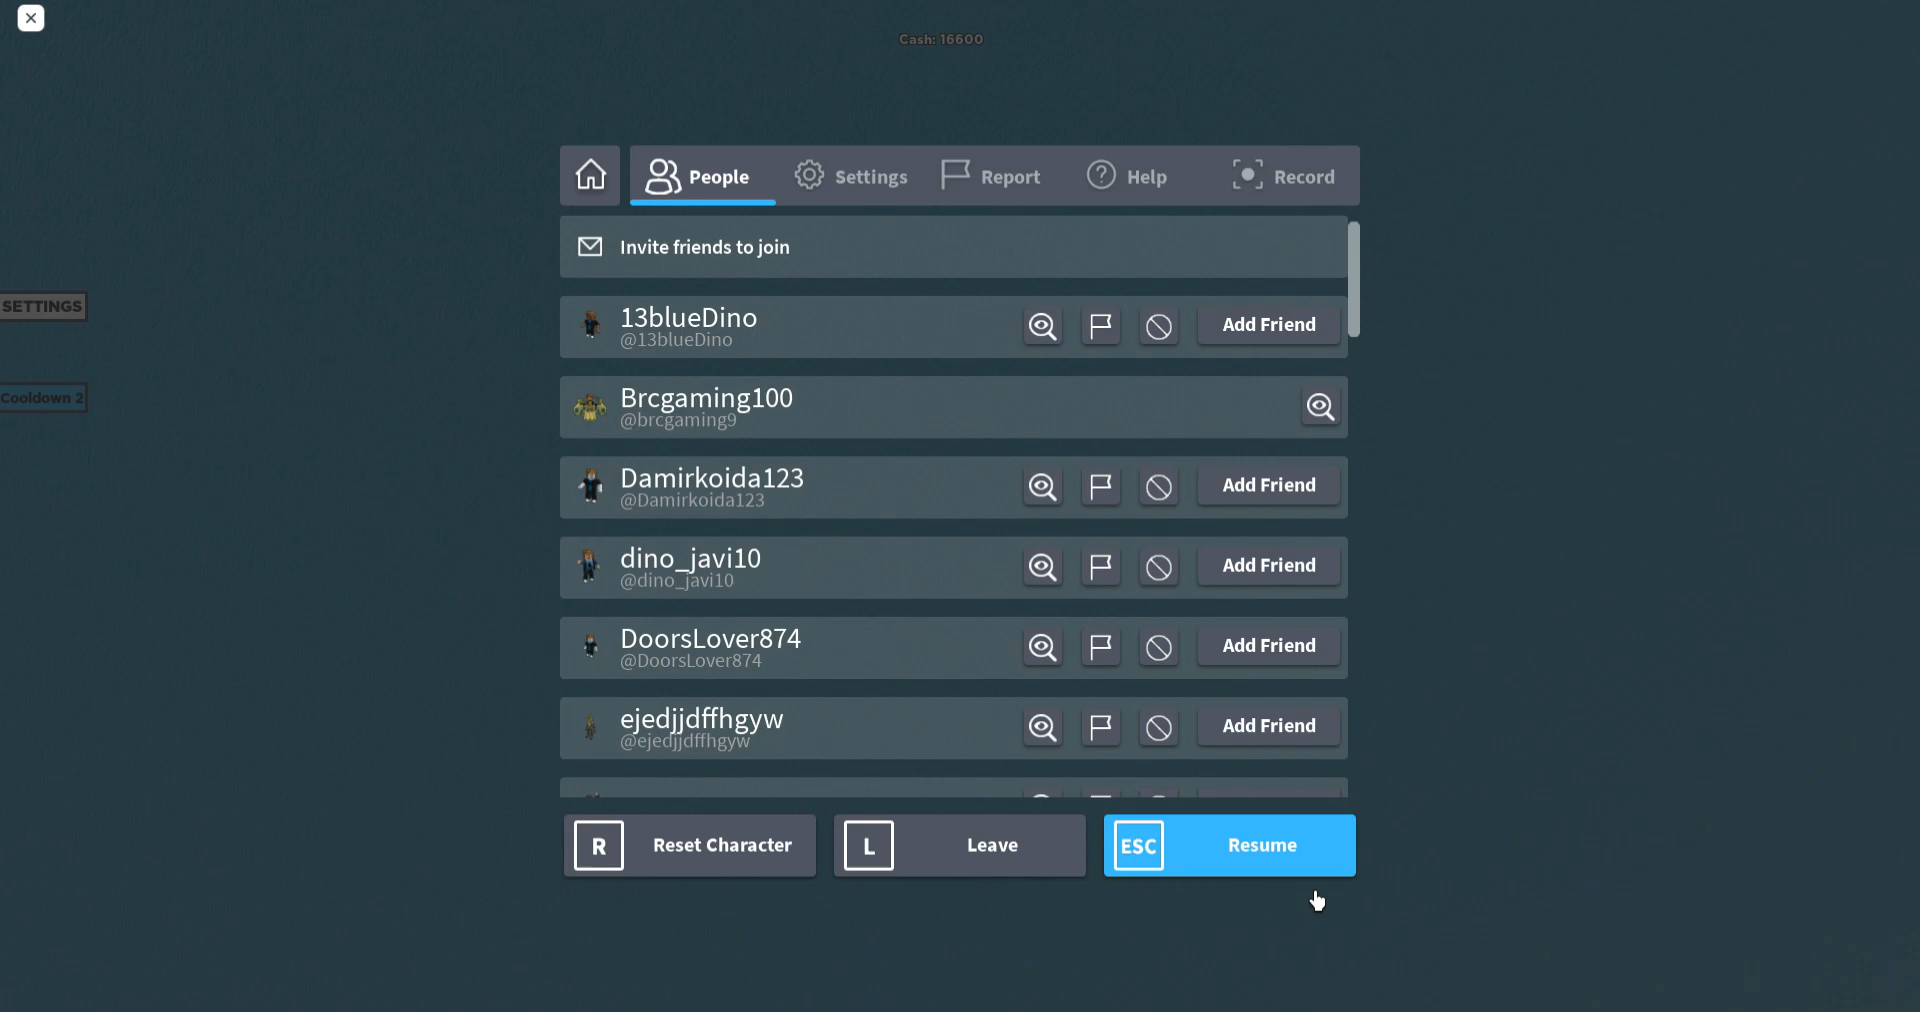 Cash: 16600
People
Settings
Report
Help
Record
Invite friends to join
SETTINGS
13blueDino
@13blueDino
Add Friend
Cooldown 2
Brcgaming100
@brcgaming9
Damirkoida123
@Damirkoida123
Add Friend
dino_javi10
@dino_javi10
Add Friend
DoorsLover874
@DoorsLover874
Add Friend
ejedjjdffhgyw
@ejedjjdffhgyw
Add Friend
R Reset Character
L Leave
ESC Resume